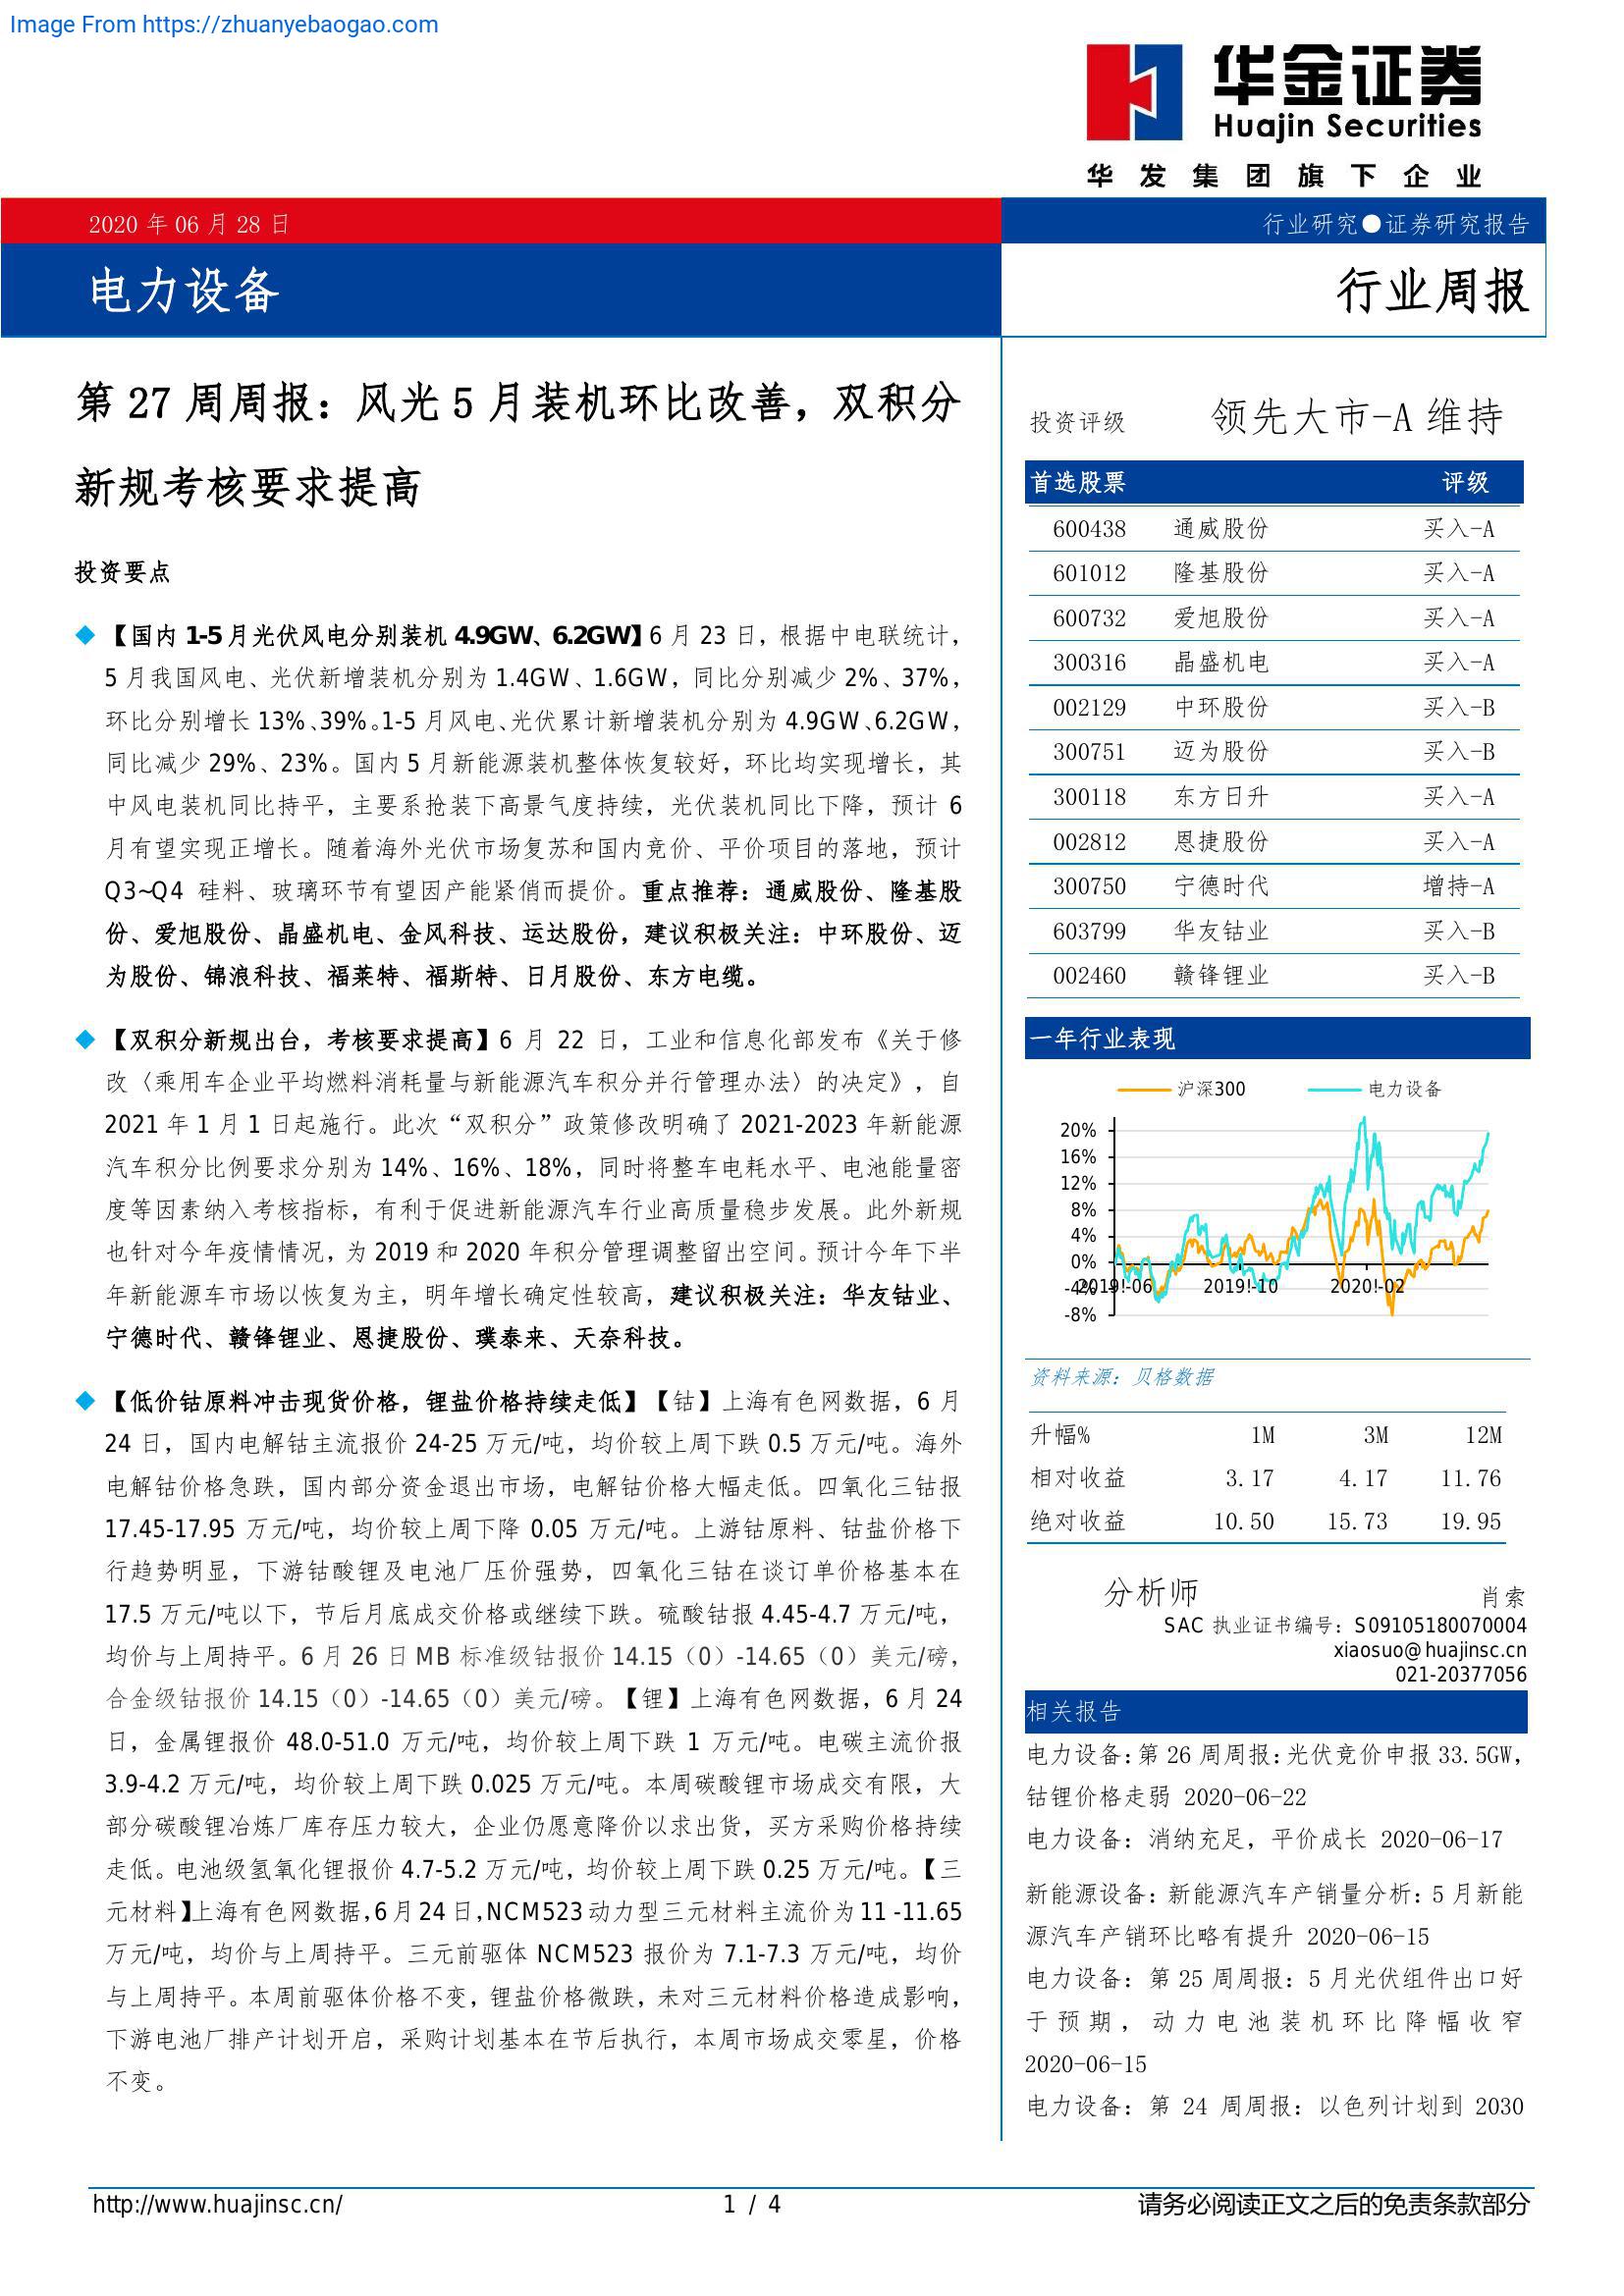 Image From https://zhuanyebaogao.com
华金证券
Huajin Securities
华发集团旗下企业
2020 年 06 月 28 日
行业研究●证券研究报告
电力设备
行业周报
第 27 周周报：风光 5 月装机环比改善，双积分
新规考核要求提高
投资要点
【国内 1-5 月光伏风电分别装机 4.9GW、6.2GW】6 月 23 日，根据中电联统计，
5 月我国风电、光伏新增装机分别为 1.4GW、1.6GW，同比分别减少 2%、37%，
环比分别增长 13%、39%。1-5 月风电、光伏累计新增装机分别为 4.9GW、6.2GW，
同比减少 29%、23%。国内 5 月新能源装机整体恢复较好，环比均实现增长，其
中风电装机同比持平，主要系抢装下高景气度持续，光伏装机同比下降，预计 6
月有望实现正增长。随着海外光伏市场复苏和国内竞价、平价项目的落地，预计
Q3~Q4 硅料、玻璃环节有望因产能紧俏而提价。重点推荐：通威股份、隆基股
份、爱旭股份、晶盛机电、金风科技、运达股份，建议积极关注：中环股份、迈
为股份、锦浪科技、福莱特、福斯特、日月股份、东方电缆。
【双积分新规出台，考核要求提高】6 月 22 日，工业和信息化部发布《关于修
改〈乘用车企业平均燃料消耗量与新能源汽车积分并行管理办法〉的决定》，自
2021 年 1 月 1 日起施行。此次“双积分”政策修改明确了 2021-2023 年新能源
汽车积分比例要求分别为 14%、16%、18%，同时将整车电耗水平、电池能量密
度等因素纳入考核指标，有利于促进新能源汽车行业高质量稳步发展。此外新规
也针对今年疫情情况，为 2019 和 2020 年积分管理调整留出空间。预计今年下半
年新能源车市场以恢复为主，明年增长确定性较高，建议积极关注：华友钴业、
宁德时代、赣锋锂业、恩捷股份、璞泰来、天奈科技。
【低价钴原料冲击现货价格，锂盐价格持续走低】【钴】上海有色网数据，6 月
24 日，国内电解钴主流报价 24-25 万元/吨，均价较上周下跌 0.5 万元/吨。海外
电解钴价格急跌，国内部分资金退出市场，电解钴价格大幅走低。四氧化三钴报
17.45-17.95 万元/吨，均价较上周下降 0.05 万元/吨。上游钴原料、钴盐价格下
行趋势明显，下游钴酸锂及电池厂压价强势，四氧化三钴在谈订单价格基本在
17.5 万元/吨以下，节后月底成交价格或继续下跌。硫酸钴报 4.45-4.7 万元/吨，
均价与上周持平。6 月 26 日 MB 标准级钴报价 14.15（0）-14.65（0）美元/磅，
合金级钴报价 14.15（0）-14.65（0）美元/磅。【锂】上海有色网数据，6 月 24
日，金属锂报价 48.0-51.0 万元/吨，均价较上周下跌 1 万元/吨。电碳主流价报
3.9-4.2 万元/吨，均价较上周下跌 0.025 万元/吨。本周碳酸锂市场成交有限，大
部分碳酸锂冶炼厂库存压力较大，企业仍愿意降价以求出货，买方采购价格持续
走低。电池级氢氧化锂报价 4.7-5.2 万元/吨，均价较上周下跌 0.25 万元/吨。【三
元材料】上海有色网数据，6 月 24 日，NCM523 动力型三元材料主流价为 11 -11.65
万元/吨，均价与上周持平。三元前驱体 NCM523 报价为 7.1-7.3 万元/吨，均价
与上周持平。本周前驱体价格不变，锂盐价格微跌，未对三元材料价格造成影响，
下游电池厂排产计划开启，采购计划基本在节后执行，本周市场成交零星，价格
不变。
投资评级 领先大市-A 维持
首选股票 评级
600438 通威股份 买入-A
601012 隆基股份 买入-A
600732 爱旭股份 买入-A
300316 晶盛机电 买入-A
002129 中环股份 买入-B
300751 迈为股份 买入-B
300118 东方日升 买入-A
002812 恩捷股份 买入-A
300750 宁德时代 增持-A
603799 华友钴业 买入-B
002460 赣锋锂业 买入-B
一年行业表现
沪深300 电力设备
20%
16%
12%
8%
4%
0%
-4%
-8%
2019!-06 2019!-10 2020!-02
资料来源：贝格数据
升幅% 1M 3M 12M
相对收益 3.17 4.17 11.76
绝对收益 10.50 15.73 19.95
分析师 肖索
SAC 执业证书编号：S09105180070004
xiaosuo@huajinsc.cn
021-20377056
相关报告
电力设备：第 26 周周报：光伏竞价申报 33.5GW，
钴锂价格走弱 2020-06-22
电力设备：消纳充足，平价成长 2020-06-17
新能源设备：新能源汽车产销量分析：5 月新能
源汽车产销环比略有提升 2020-06-15
电力设备：第 25 周周报：5 月光伏组件出口好
于预期，动力电池装机环比降幅收窄
2020-06-15
电力设备：第 24 周周报：以色列计划到 2030
http://www.huajinsc.cn/
1 / 4
请务必阅读正文之后的免责条款部分